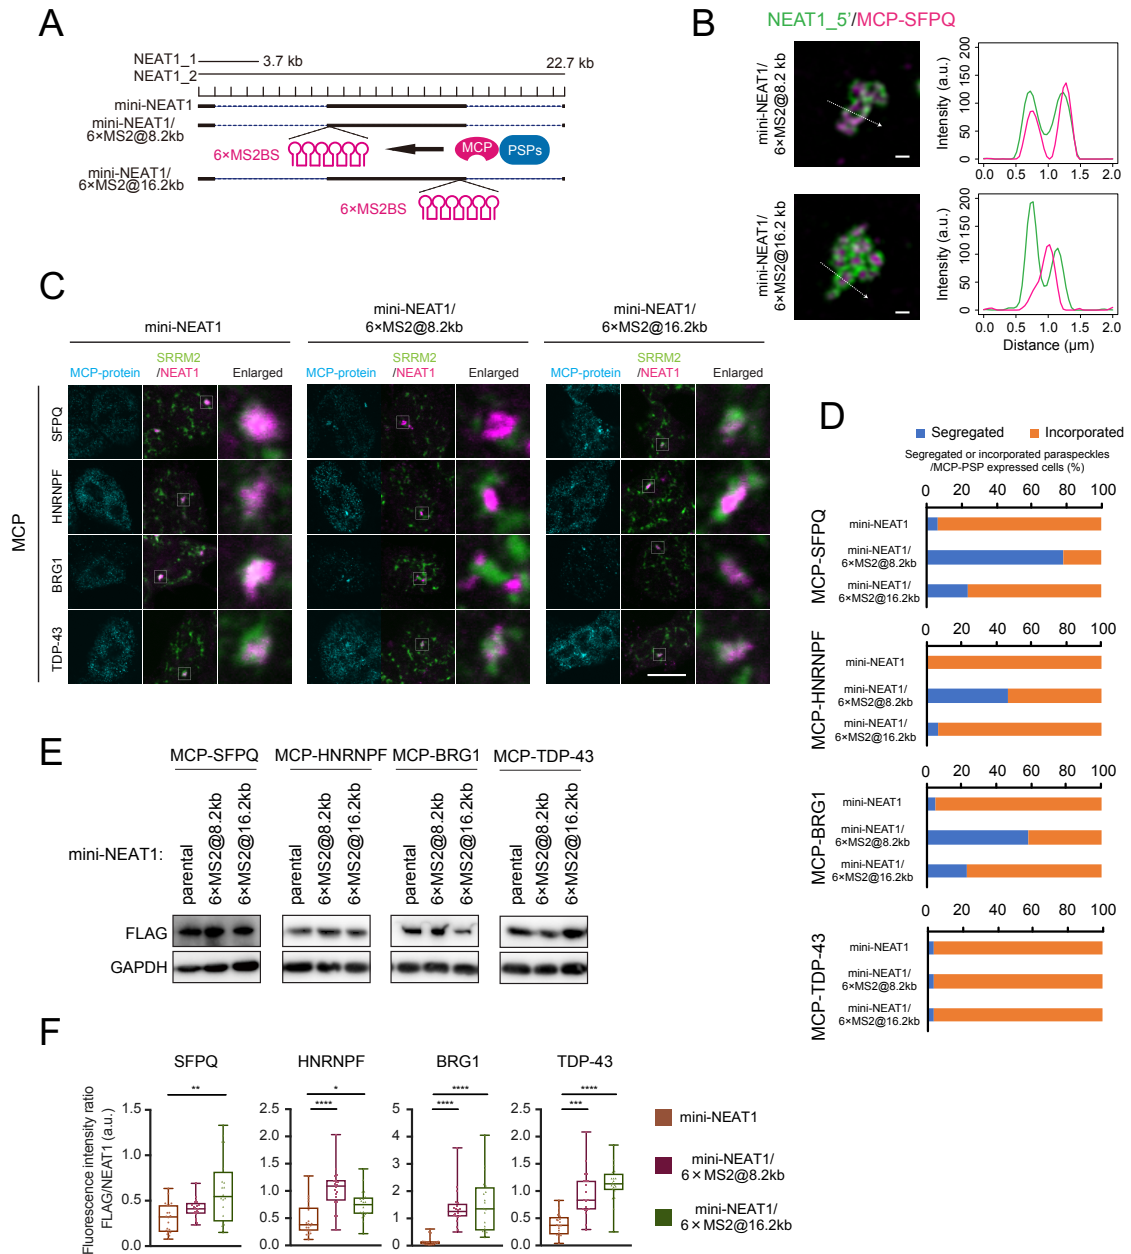 A
NEAT1_1
3.7 kb
NEAT1_2
22.7 kb
mini-NEAT1
mini-NEAT1/
6×MS2@8.2kb
6×MS2BS
MCP
PSPs
mini-NEAT1/
6×MS2@16.2kb
6×MS2BS
B
NEAT1_5'/MCP-SFPQ
mini-NEAT1/
6×MS2@8.2 kb
Intensity (a.u.)
0
50
100
150
200
0.0
0.5
1.0
1.5
2.0
mini-NEAT1/
6×MS2@16.2 kb
Intensity (a.u.)
0
50
100
150
200
0.0
0.5
1.0
1.5
2.0
Distance (μm)
C
mini-NEAT1
mini-NEAT1/
6×MS2@8.2kb
mini-NEAT1/
6×MS2@16.2kb
MCP-protein
SRRM2
/NEAT1
Enlarged
MCP-protein
SRRM2
/NEAT1
Enlarged
MCP-protein
SRRM2
/NEAT1
Enlarged
MCP
SFPQ
HNRNPF
BRG1
TDP-43
D
Segregated
Incorporated
Segregated or incorporated paraspeckles
/MCP-PSP expressed cells (%)
0 20 40 60 80 100
MCP-SFPQ
mini-NEAT1
mini-NEAT1/
6×MS2@8.2kb
mini-NEAT1/
6×MS2@16.2kb
0 20 40 60 80 100
MCP-HNRNPF
mini-NEAT1
mini-NEAT1/
6×MS2@8.2kb
mini-NEAT1/
6×MS2@16.2kb
0 20 40 60 80 100
MCP-BRG1
mini-NEAT1
mini-NEAT1/
6×MS2@8.2kb
mini-NEAT1/
6×MS2@16.2kb
0 20 40 60 80 100
MCP-TDP-43
mini-NEAT1
mini-NEAT1/
6×MS2@8.2kb
mini-NEAT1/
6×MS2@16.2kb
E
MCP-SFPQ
MCP-HNRNPF
MCP-BRG1
MCP-TDP-43
mini-NEAT1:
parental
6×MS2@8.2kb
6×MS2@16.2kb
parental
6×MS2@8.2kb
6×MS2@16.2kb
parental
6×MS2@8.2kb
6×MS2@16.2kb
parental
6×MS2@8.2kb
6×MS2@16.2kb
FLAG
GAPDH
F
Fluorescence intensity ratio
FLAG/NEAT1 (a.u.)
SFPQ
**
1.5
1.0
0.5
0.0
HNRNPF
*
****
2.5
2.0
1.5
1.0
0.5
0.0
BRG1
****
****
5
4
3
2
1
0
TDP-43
****
***
2.5
2.0
1.5
1.0
0.5
0.0
mini-NEAT1
mini-NEAT1/
6×MS2@8.2kb
mini-NEAT1/
6×MS2@16.2kb